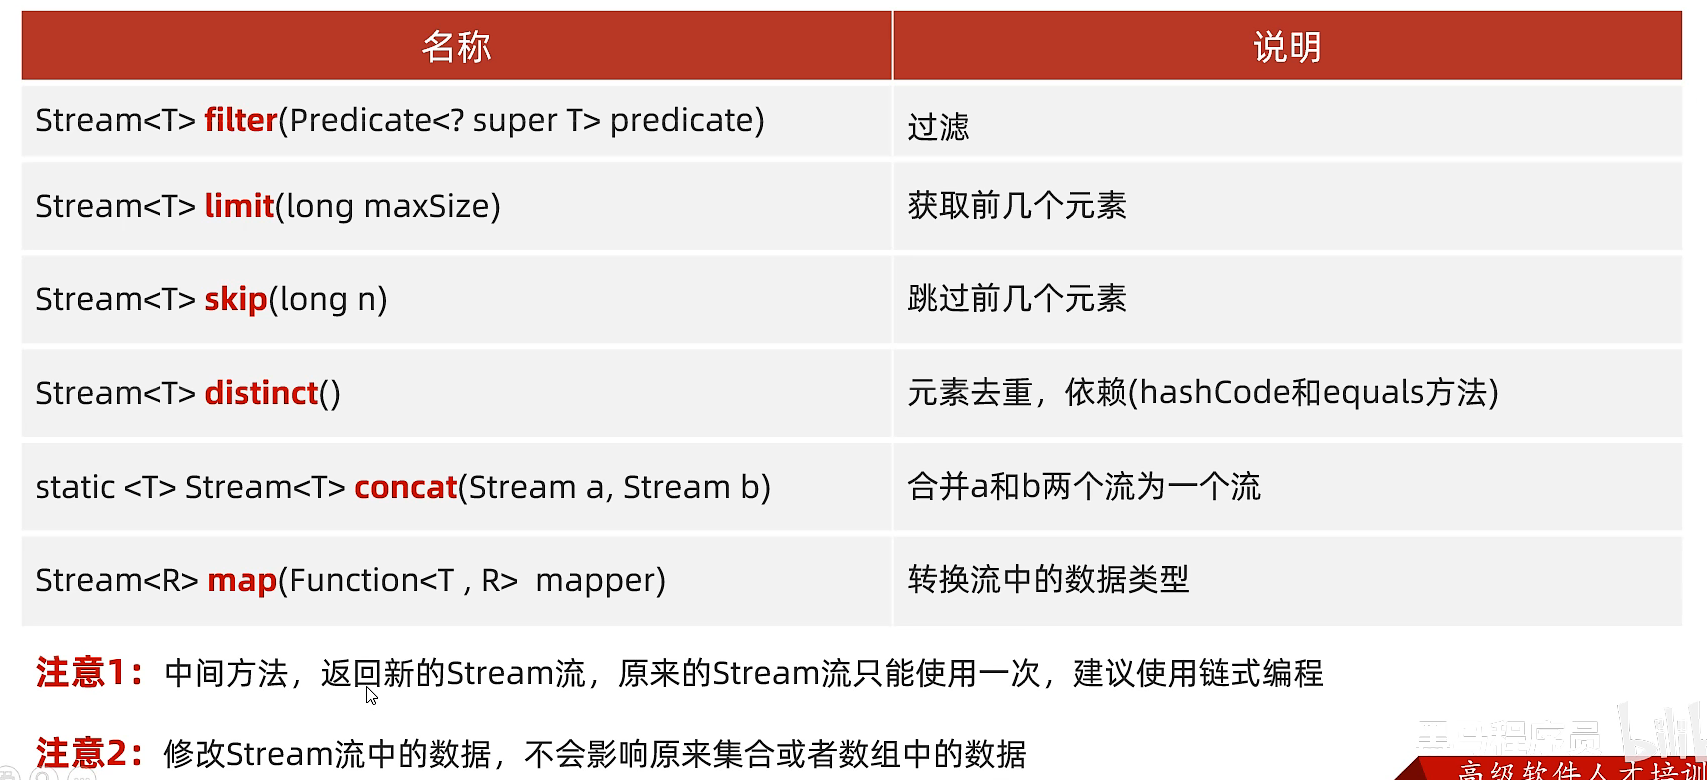 名称 说明
Stream<T> filter(Predicate<? super T> predicate) 过滤
Stream<T> limit(long maxSize) 获取前几个元素
Stream<T> skip(long n) 跳过前几个元素
Stream<T> distinct() 元素去重，依赖(hashCode和equals方法)
static <T> Stream<T> concat(Stream a, Stream b) 合并a和b两个流为一个流
Stream<R> map(Function<T , R>  mapper) 转换流中的数据类型
注意1：中间方法，返回新的Stream流，原来的Stream流只能使用一次，建议使用链式编程
注意2：修改Stream流中的数据，不会影响原来集合或者数组中的数据
程序员
高级软件人才培训